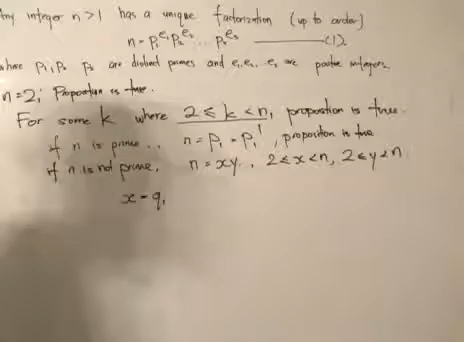 Any integer n>1 has a unique factorization (up to order)
n=p₁^e₁p₂^e₂...pₛ^eₛ ——(1).
where p₁,p₂ pₛ are distinct primes and e₁,e₂, eₛ are positive integers.
n=2, Proposition is true.
For some k where 2≤k<n, proposition is true.
if n is prime.., n=p₁=p₁¹, proposition is true
if n is not prime, n=xy., 2≤x<n, 2≤y<n
x=q₁